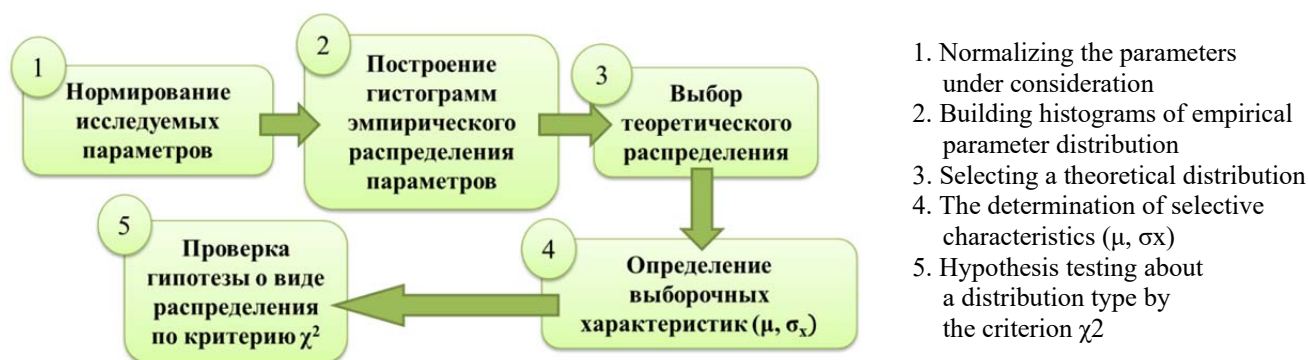 1
Нормирование
исследуемых
параметров
2
Построение
гистограмм
эмпирического
распределения
параметров
3
Выбор
теоретического
распределения
4
Определение
выборочных
характеристик (μ, σₓ)
5
Проверка
гипотезы о виде
распределения
по критерию χ²
1. Normalizing the parameters
under consideration
2. Building histograms of empirical
parameter distribution
3. Selecting a theoretical distribution
4. The determination of selective
characteristics (μ, σx)
5. Hypothesis testing about
a distribution type by
the criterion χ2